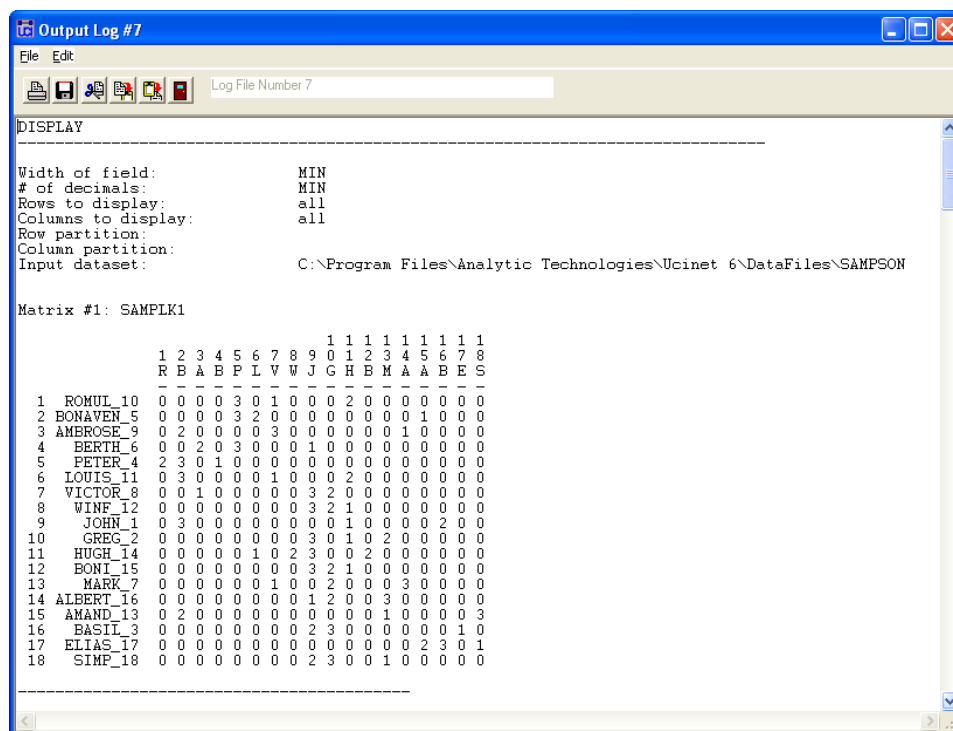 Output Log #7
File Edit
Log File Number 7
DISPLAY
--------------------------------------------------------------------------------
Width of field: MIN
# of decimals: MIN
Rows to display: all
Columns to display: all
Row partition:
Column partition:
Input dataset: C:\Program Files\Analytic Technologies\Ucinet 6\DataFiles\SAMPSON
Matrix #1: SAMPLK1
1 1 1 1 1 1 1 1 1
1 2 3 4 5 6 7 8 9 0 1 2 3 4 5 6 7 8
R B A B P L V W J G H B M A A B E S
- - - - - - - - - - - - - - - - - -
1 ROMUL_10 0 0 0 0 3 0 1 0 0 0 2 0 0 0 0 0 0 0
2 BONAVEN_5 0 0 0 0 3 2 0 0 0 0 0 0 0 0 1 0 0 0
3 AMBROSE_9 0 2 0 0 0 0 3 0 0 0 0 0 0 1 0 0 0 0
4 BERTH_6 0 0 2 0 3 0 0 0 1 0 0 0 0 0 0 0 0 0
5 PETER_4 2 3 0 1 0 0 0 0 0 0 0 0 0 0 0 0 0 0
6 LOUIS_11 0 3 0 0 0 0 1 0 0 0 2 0 0 0 0 0 0 0
7 VICTOR_8 0 0 1 0 0 0 0 0 3 2 0 0 0 0 0 0 0 0
8 WINF_12 0 0 0 0 0 0 0 0 3 2 1 0 0 0 0 0 0 0
9 JOHN_1 0 3 0 0 0 0 0 0 0 0 1 0 0 0 0 2 0 0
10 GREG_2 0 0 0 0 0 0 0 0 3 0 1 0 2 0 0 0 0 0
11 HUGH_14 0 0 0 0 0 1 0 2 3 0 0 2 0 0 0 0 0 0
12 BONI_15 0 0 0 0 0 0 0 0 3 2 1 0 0 0 0 0 0 0
13 MARK_7 0 0 0 0 0 0 1 0 0 2 0 0 0 3 0 0 0 0
14 ALBERT_16 0 0 0 0 0 0 0 0 1 2 0 0 3 0 0 0 0 0
15 AMAND_13 0 2 0 0 0 0 0 0 0 0 0 0 1 0 0 0 0 3
16 BASIL_3 0 0 0 0 0 0 0 0 2 3 0 0 0 0 0 0 1 0
17 ELIAS_17 0 0 0 0 0 0 0 0 0 0 0 0 0 0 2 3 0 1
18 SIMP_18 0 0 0 0 0 0 0 0 2 3 0 0 1 0 0 0 0 0
------------------------------------------